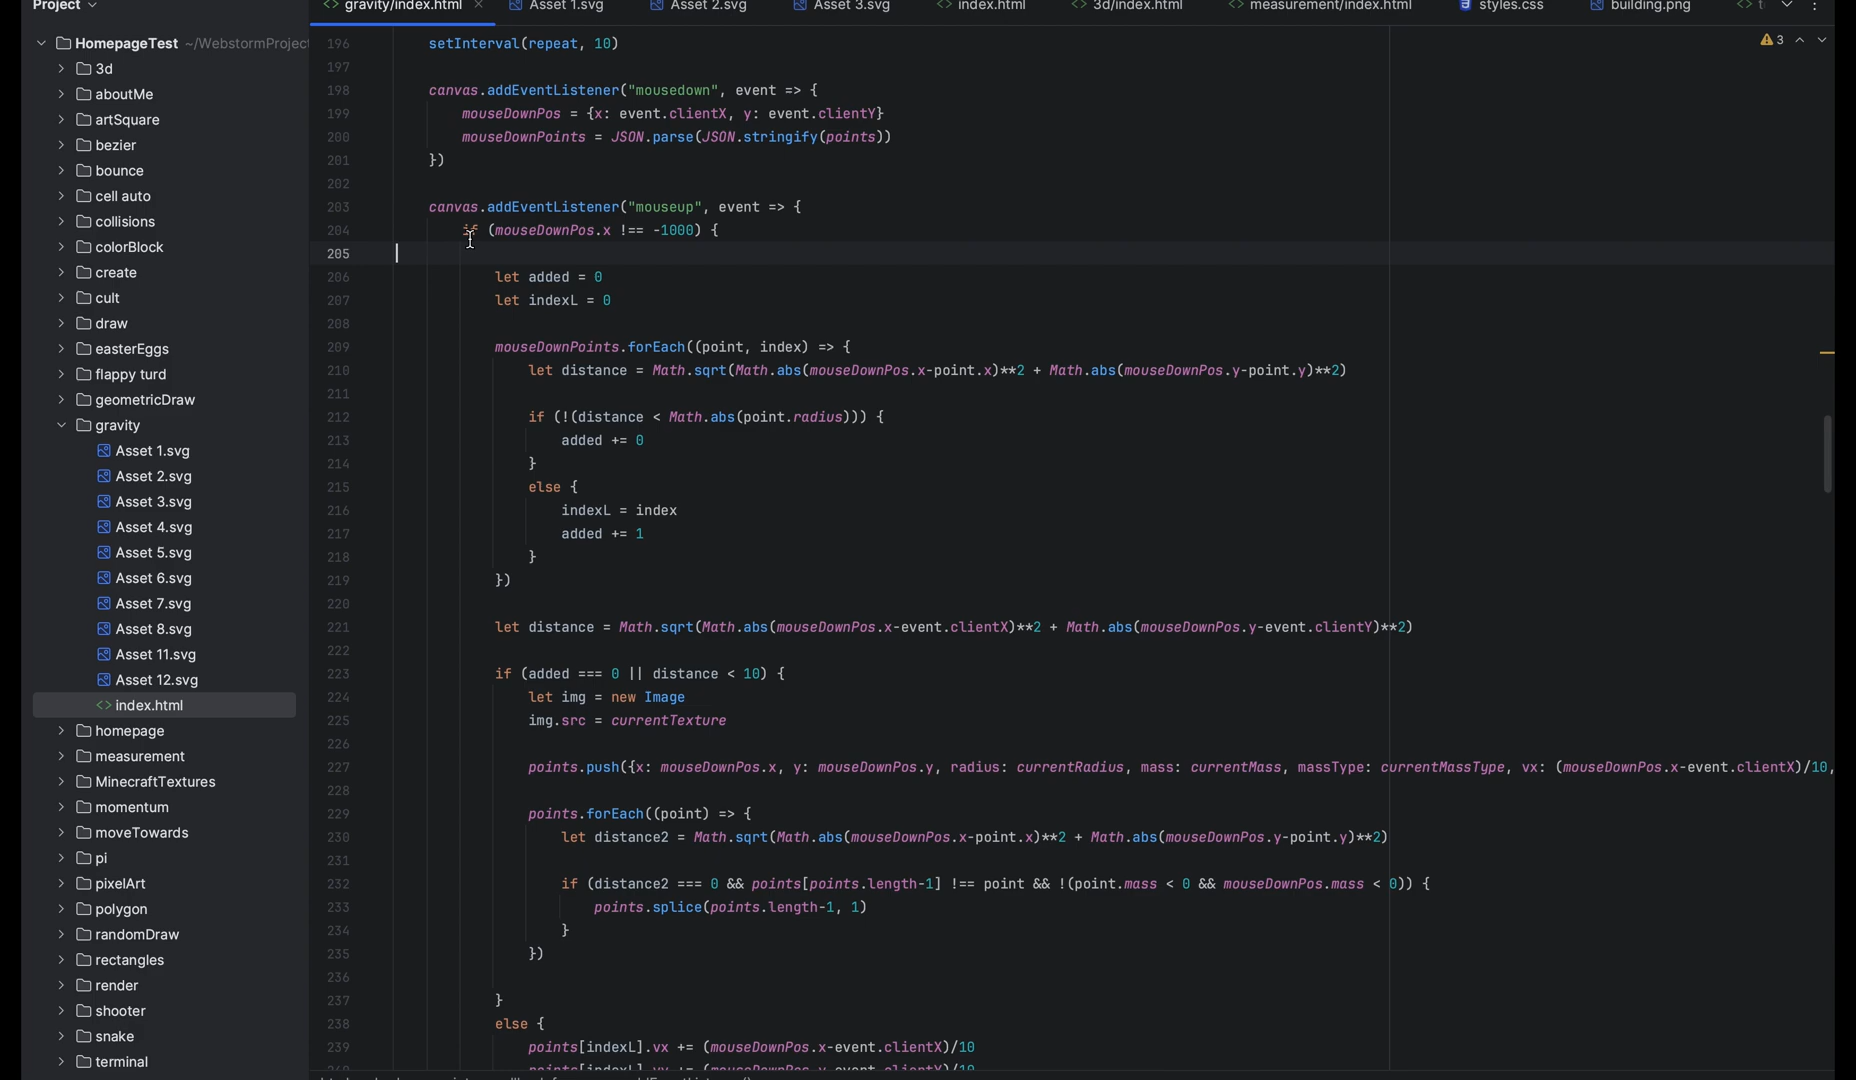 Project
gravity/index.html
Asset 1.svg
Asset 2.svg
Asset 3.svg
index.html
3d/index.html
measurement/index.html
styles.css
building.png
HomepageTest ~/WebstormProject
3d
aboutMe
artSquare
bezier
bounce
cell auto
collisions
colorBlock
create
cult
draw
easterEggs
flappy turd
geometricDraw
gravity
Asset 1.svg
Asset 2.svg
Asset 3.svg
Asset 4.svg
Asset 5.svg
Asset 6.svg
Asset 7.svg
Asset 8.svg
Asset 11.svg
Asset 12.svg
<> index.html
homepage
measurement
MinecraftTextures
momentum
moveTowards
pi
pixelArt
polygon
randomDraw
rectangles
render
shooter
snake
terminal
3
196 setInterval(repeat, 10)
197
198 canvas.addEventListener("mousedown", event => {
199 mouseDownPos = {x: event.clientX, y: event.clientY}
200 mouseDownPoints = JSON.parse(JSON.stringify(points))
201 })
202
203 canvas.addEventListener("mouseup", event => {
204 if (mouseDownPos.x !== -1000) {
205
206 let added = 0
207 let indexL = 0
208
209 mouseDownPoints.forEach((point, index) => {
210 let distance = Math.sqrt(Math.abs(mouseDownPos.x-point.x)**2 + Math.abs(mouseDownPos.y-point.y)**2)
211
212 if (!(distance < Math.abs(point.radius))) {
213 added += 0
214 }
215 else {
216 indexL = index
217 added += 1
218 }
219 })
220
221 let distance = Math.sqrt(Math.abs(mouseDownPos.x-event.clientX)**2 + Math.abs(mouseDownPos.y-event.clientY)**2)
222
223 if (added === 0 || distance < 10) {
224 let img = new Image
225 img.src = currentTexture
226
227 points.push({x: mouseDownPos.x, y: mouseDownPos.y, radius: currentRadius, mass: currentMass, massType: currentMassType, vx: (mouseDownPos.x-event.clientX)/10,
228
229 points.forEach((point) => {
230 let distance2 = Math.sqrt(Math.abs(mouseDownPos.x-point.x)**2 + Math.abs(mouseDownPos.y-point.y)**2)
231
232 if (distance2 === 0 && points[points.length-1] !== point && !(point.mass < 0 && mouseDownPos.mass < 0)) {
233 points.splice(points.length-1, 1)
234 }
235 })
236
237 }
238 else {
239 points[indexL].vx += (mouseDownPos.x-event.clientX)/10